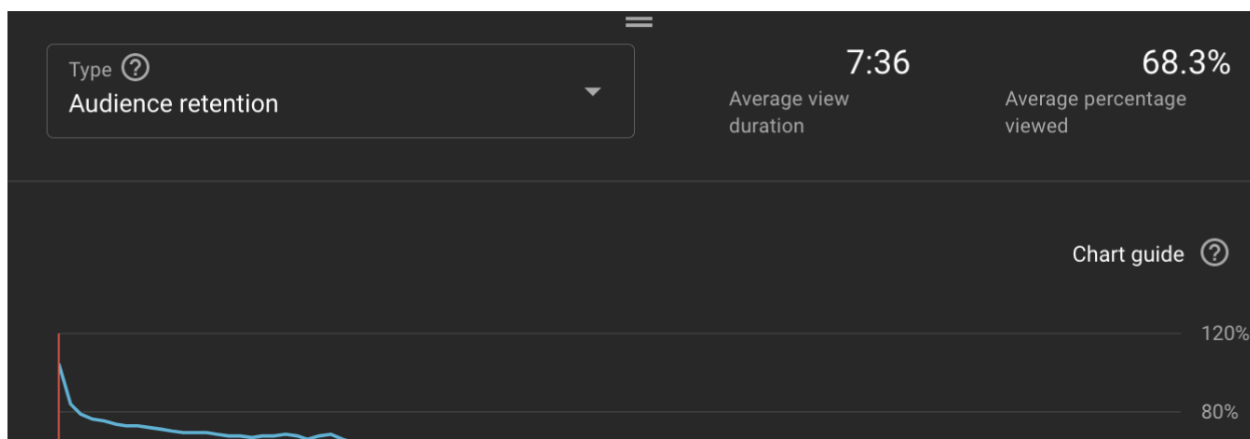 Type
Audience retention
7:36
Average view
duration
68.3%
Average percentage
viewed
Chart guide
120%
80%